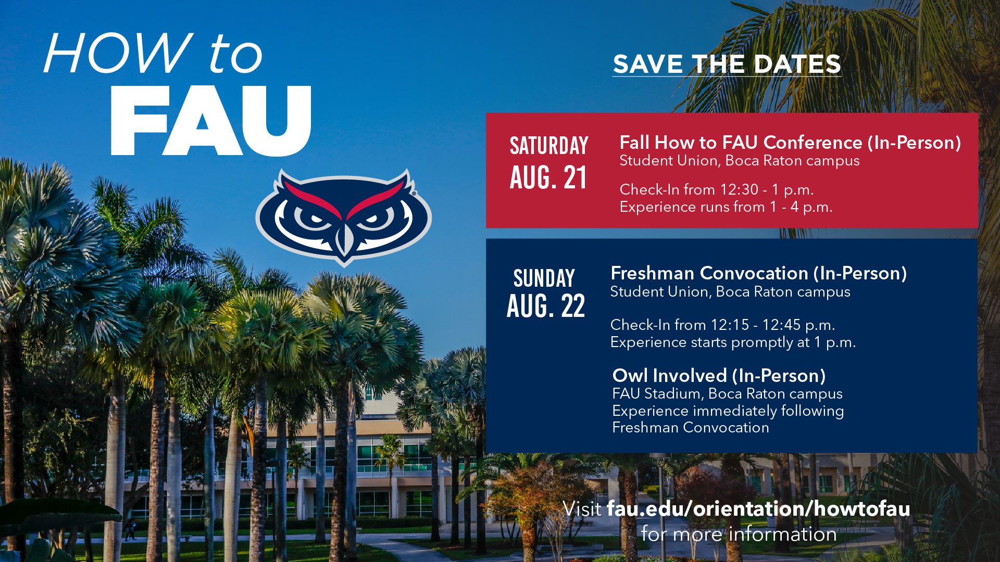 HOW to
FAU
®
SAVE THE DATES
SATURDAY
AUG. 21
Fall How to FAU Conference (In-Person)
Student Union, Boca Raton campus
Check-In from 12:30 - 1 p.m.
Experience runs from 1 - 4 p.m.
SUNDAY
AUG. 22
Freshman Convocation (In-Person)
Student Union, Boca Raton campus
Check-In from 12:15 - 12:45 p.m.
Experience starts promptly at 1 p.m.
Owl Involved (In-Person)
FAU Stadium, Boca Raton campus
Experience immediately following
Freshman Convocation
Visit fau.edu/orientation/howtofau
for more information